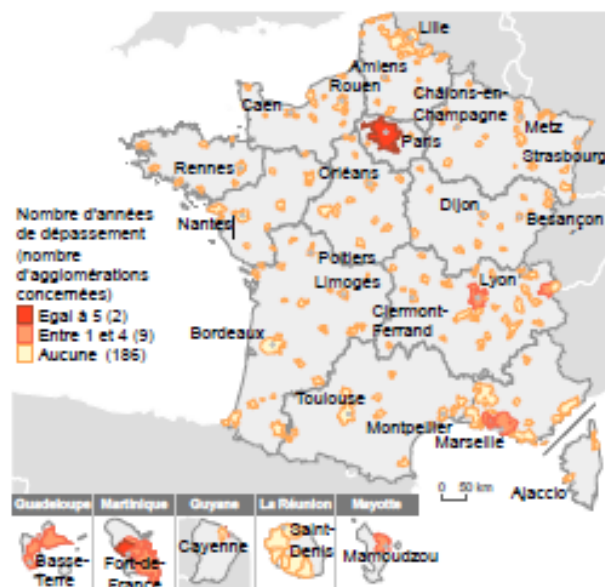 Lille
Amiens
Rouen
Caen
Châlons-en-
Champagne
Metz
Paris
Strasbourg
Rennes
Orléans
Nombre d'années
de dépassement
(nombre
d'agglomérations
concernées)
Egal à 5 (2)
Entre 1 et 4 (9)
Aucune (186)
Nantes
Dijon
Besançon
Poitiers
Limoges
Lyon
Clermont-
Ferrand
Bordeaux
Toulouse
Montpellier
Marseille
0 50 km
Ajaccio
Guadeloupe
Martinique
Guyane
La Réunion
Mayotte
Basse-
Terre
Fort-de-
France
Cayenne
Saint-
Denis
Mamoudzou